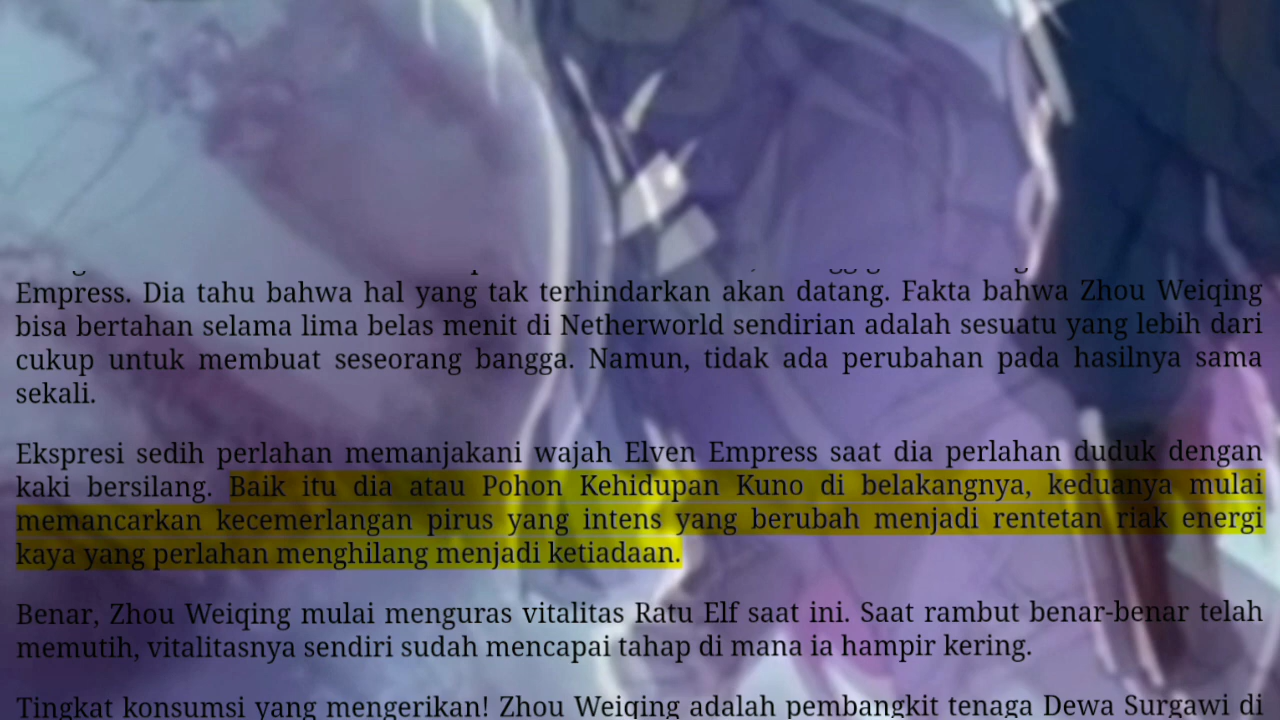 Empress. Dia tahu bahwa hal yang tak terhindarkan akan datang. Fakta bahwa Zhou Weiqing
bisa bertahan selama lima belas menit di Netherworld sendirian adalah sesuatu yang lebih dari
cukup untuk membuat seseorang bangga. Namun, tidak ada perubahan pada hasilnya sama
sekali.
Ekspresi sedih perlahan memanjakani wajah Elven Empress saat dia perlahan duduk dengan
kaki bersilang. Baik itu dia atau Pohon Kehidupan Kuno di belakangnya, keduanya mulai
memancarkan kecemerlangan pirus yang intens yang berubah menjadi rentetan riak energi
kaya yang perlahan menghilang menjadi ketiadaan.
Benar, Zhou Weiqing mulai menguras vitalitas Ratu Elf saat ini. Saat rambut benar-benar telah
memutih, vitalitasnya sendiri sudah mencapai tahap di mana ia hampir kering.
Tingkat konsumsi yang mengerikan! Zhou Weiqing adalah pembangkit tenaga Dewa Surgawi di